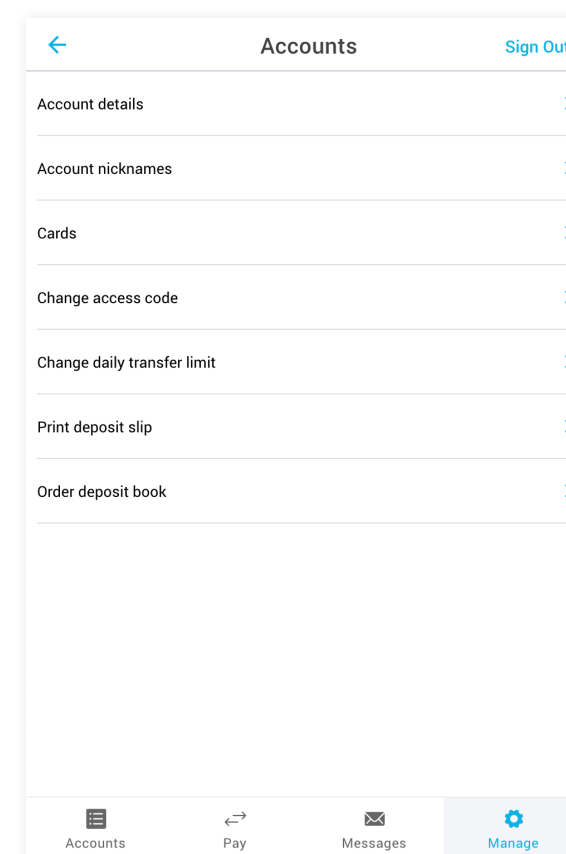 Accounts
Sign Out
Account details
Account nicknames
Cards
Change access code
Change daily transfer limit
Print deposit slip
Order deposit book
Accounts
Pay
Messages
Manage